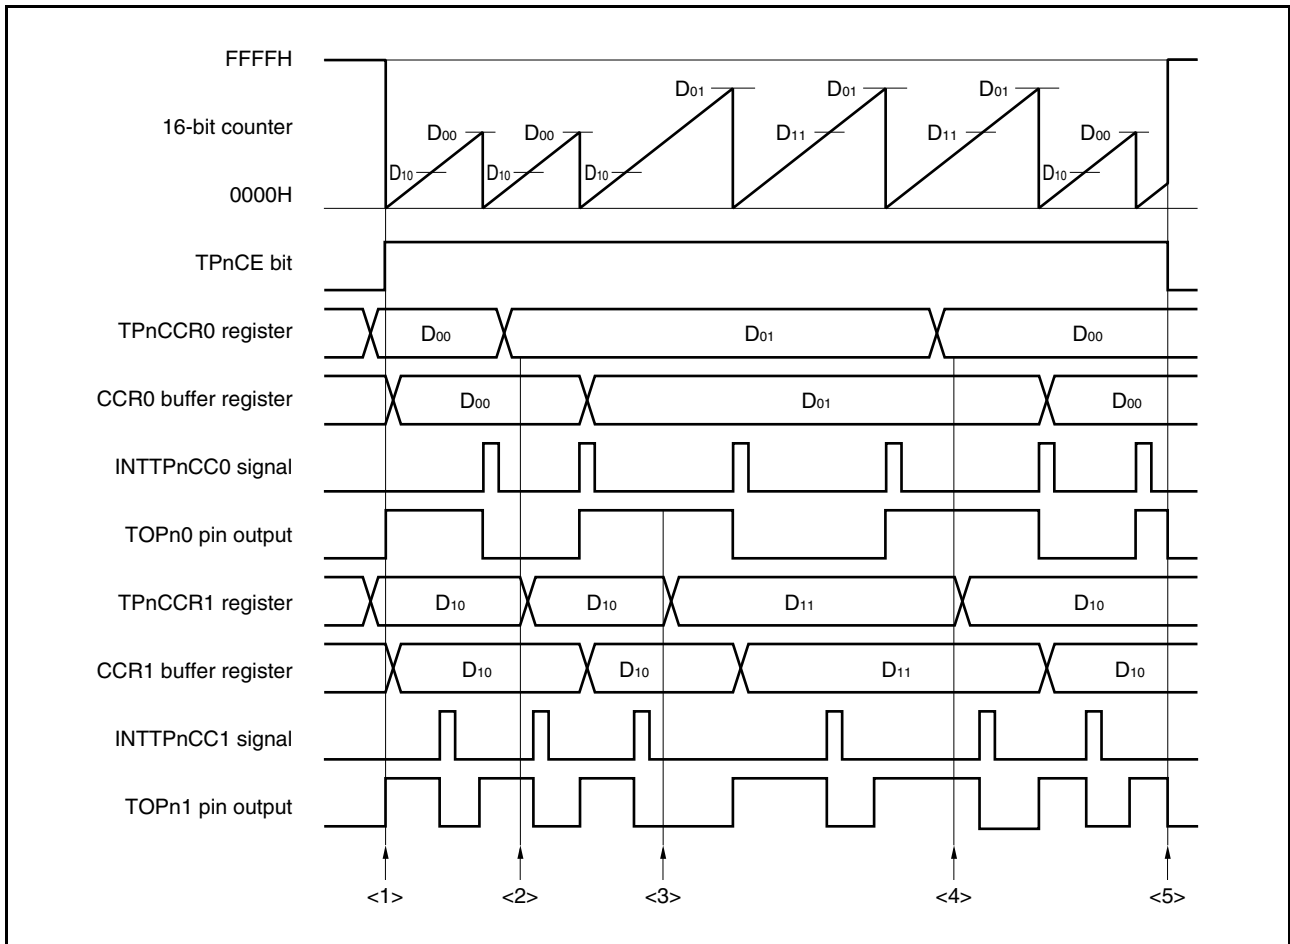 FFFFH
D01 D01 D01
16-bit counter
D00 D00 D11 D11 D00
D10 D10 D10 D10
0000H
TPnCE bit
TPnCCR0 register D00 D01 D00
CCR0 buffer register D00 D01 D00
INTTPnCC0 signal
TOPn0 pin output
TPnCCR1 register D10 D10 D11 D10
CCR1 buffer register D10 D10 D11 D10
INTTPnCC1 signal
TOPn1 pin output
<1> <2> <3> <4> <5>